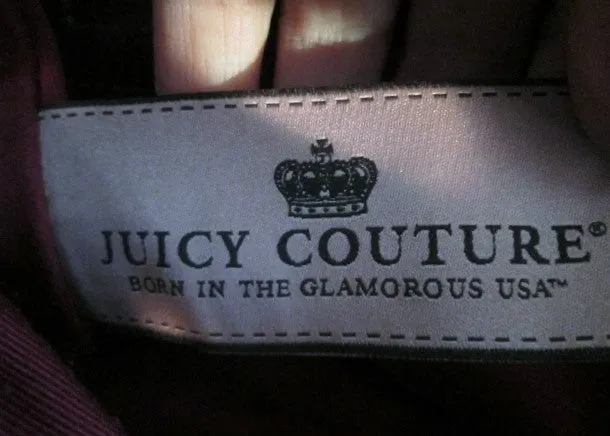 JUICY COUTURE®
BORN IN THE GLAMOROUS USA™